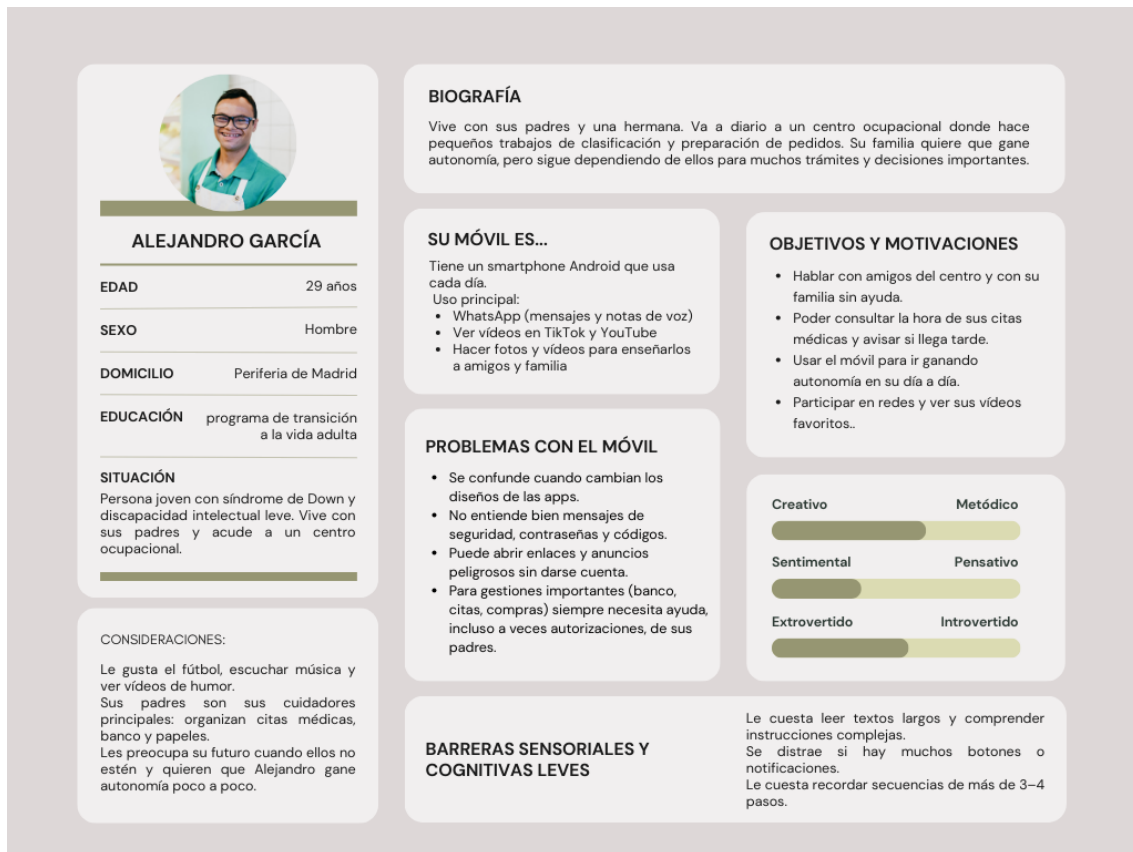 ALEJANDRO GARCÍA
EDAD 29 años
SEXO Hombre
DOMICILIO Periferia de Madrid
EDUCACIÓN programa de transición
a la vida adulta
SITUACIÓN
Persona joven con síndrome de Down y
discapacidad intelectual leve. Vive con
sus padres y acude a un centro
ocupacional.
CONSIDERACIONES:
Le gusta el fútbol, escuchar música y
ver vídeos de humor.
Sus padres son sus cuidadores
principales: organizan citas médicas,
banco y papeles.
Les preocupa su futuro cuando ellos no
estén y quieren que Alejandro gane
autonomía poco a poco.
BIOGRAFÍA
Vive con sus padres y una hermana. Va a diario a un centro ocupacional donde hace
pequeños trabajos de clasificación y preparación de pedidos. Su familia quiere que gane
autonomía, pero sigue dependiendo de ellos para muchos trámites y decisiones importantes.
SU MÓVIL ES...
Tiene un smartphone Android que usa
cada día.
Uso principal:
• WhatsApp (mensajes y notas de voz)
• Ver vídeos en TikTok y YouTube
• Hacer fotos y vídeos para enseñarlos
a amigos y familia
PROBLEMAS CON EL MÓVIL
• Se confunde cuando cambian los
diseños de las apps.
• No entiende bien mensajes de
seguridad, contraseñas y códigos.
• Puede abrir enlaces y anuncios
peligrosos sin darse cuenta.
• Para gestiones importantes (banco,
citas, compras) siempre necesita ayuda,
incluso a veces autorizaciones, de sus
padres.
OBJETIVOS Y MOTIVACIONES
• Hablar con amigos del centro y con su
familia sin ayuda.
• Poder consultar la hora de sus citas
médicas y avisar si llega tarde.
• Usar el móvil para ir ganando
autonomía en su día a día.
• Participar en redes y ver sus vídeos
favoritos..
Creativo Metódico
Sentimental Pensativo
Extrovertido Introvertido
BARRERAS SENSORIALES Y
COGNITIVAS LEVES
Le cuesta leer textos largos y comprender
instrucciones complejas.
Se distrae si hay muchos botones o
notificaciones.
Le cuesta recordar secuencias de más de 3–4
pasos.